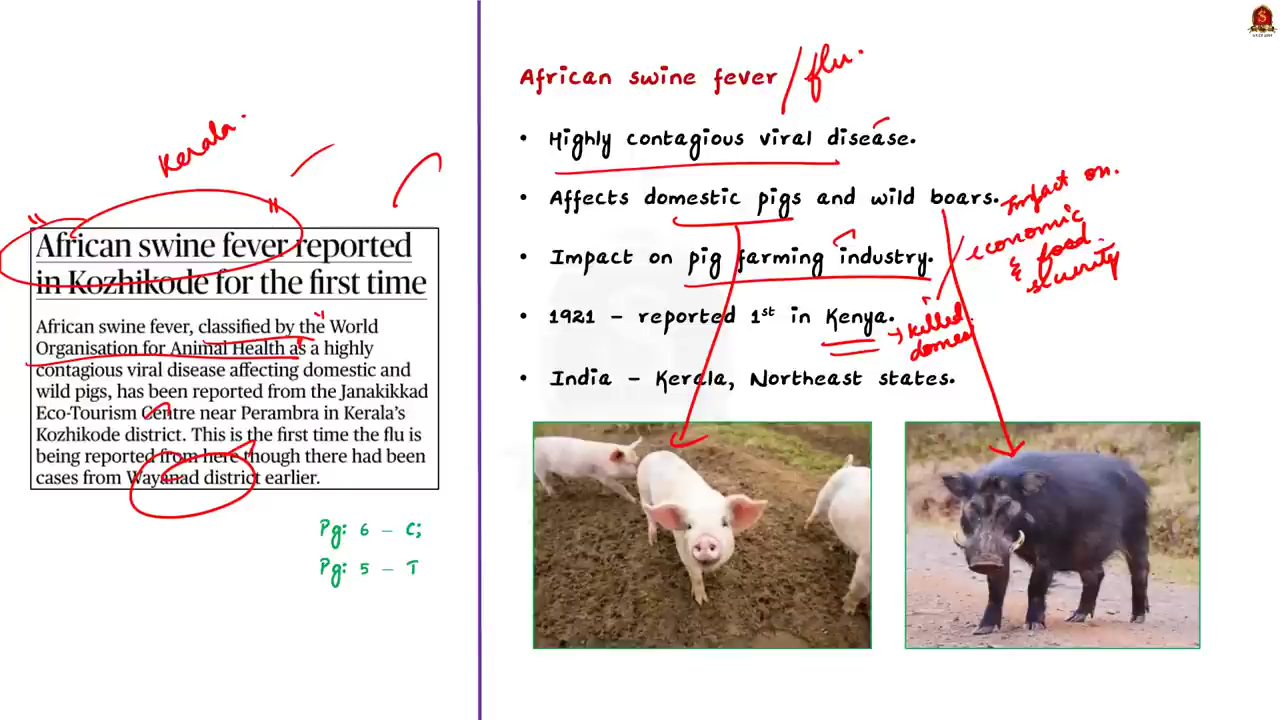 Kerala.
African swine fever reported
in Kozhikode for the first time
African swine fever, classified by the World
Organisation for Animal Health as a highly
contagious viral disease affecting domestic and
wild pigs, has been reported from the Janakikkad
Eco-Tourism Centre near Perambra in Kerala's
Kozhikode district. This is the first time the flu is
being reported from here though there had been
cases from Wayanad district earlier.
Pg: 6 - C;
Pg: 5 - T
African swine fever / flu.
• Highly contagious viral disease.
• Affects domestic pigs and wild boars.
• Impact on pig farming industry.
• 1921 - reported 1st in Kenya.
• India - Kerala, Northeast states.
Impact on.
economic
& food
security
killed